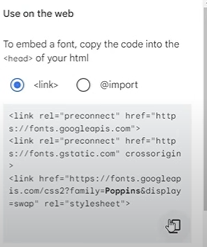 Use on the web
To embed a font, copy the code into the
<head> of your html
<link> @import
<link rel="preconnect" href="http
s://fonts.googleapis.com">
<link rel="preconnect" href="http
s://fonts.gstatic.com" crossorigin
>
<link href="https://fonts.googleap
is.com/css2?family=Poppins&display
=swap" rel="stylesheet">